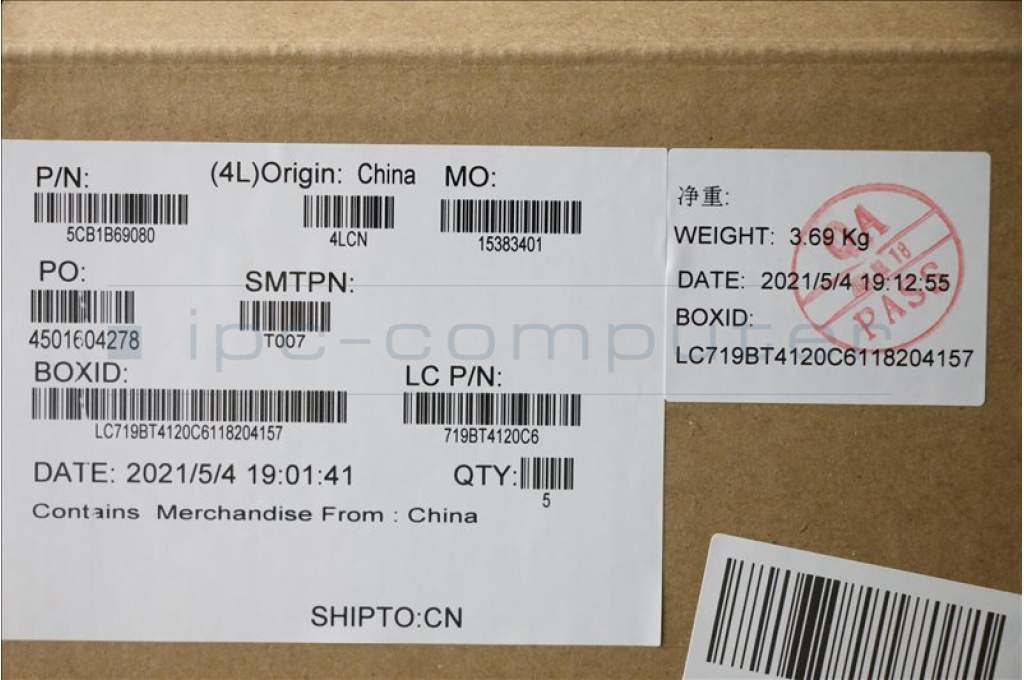 P/N: (4L)Origin: China MO:
5CB1B69080 4LCN 15383401
PO: SMTPN:
4501604278 T007
BOXID: LC P/N:
LC719BT4120C6118204157 719BT4120C6
DATE: 2021/5/4 19:01:41 QTY: 5
Contains Merchandise From : China
SHIPTO:CN
净重:
WEIGHT: 3.69 Kg
DATE: 2021/5/4 19:12:55
BOXID:
LC719BT4120C6118204157
QA
18
PASS
ipc-computer